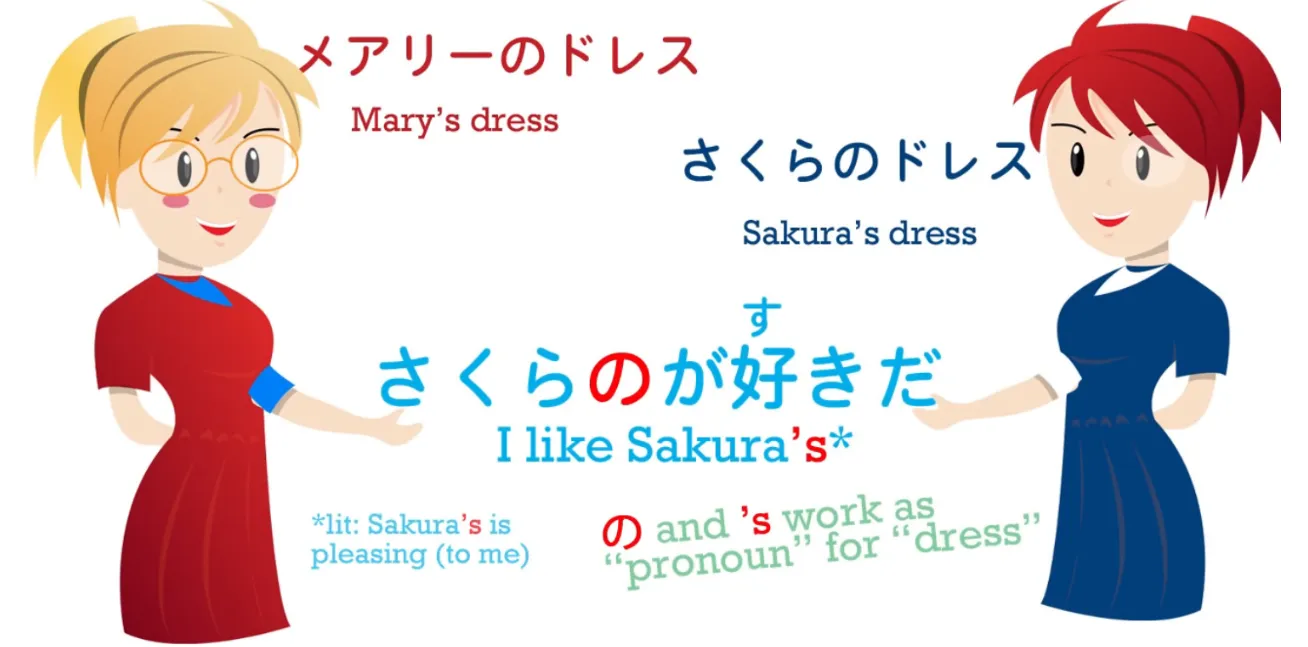 メアリーのドレス
Mary’s dress
さくらのドレス
Sakura’s dress
す
さくらのが好きだ
I like Sakura’s*
*lit: Sakura’s is
pleasing (to me)
の and ’s work as
“pronoun” for “dress”